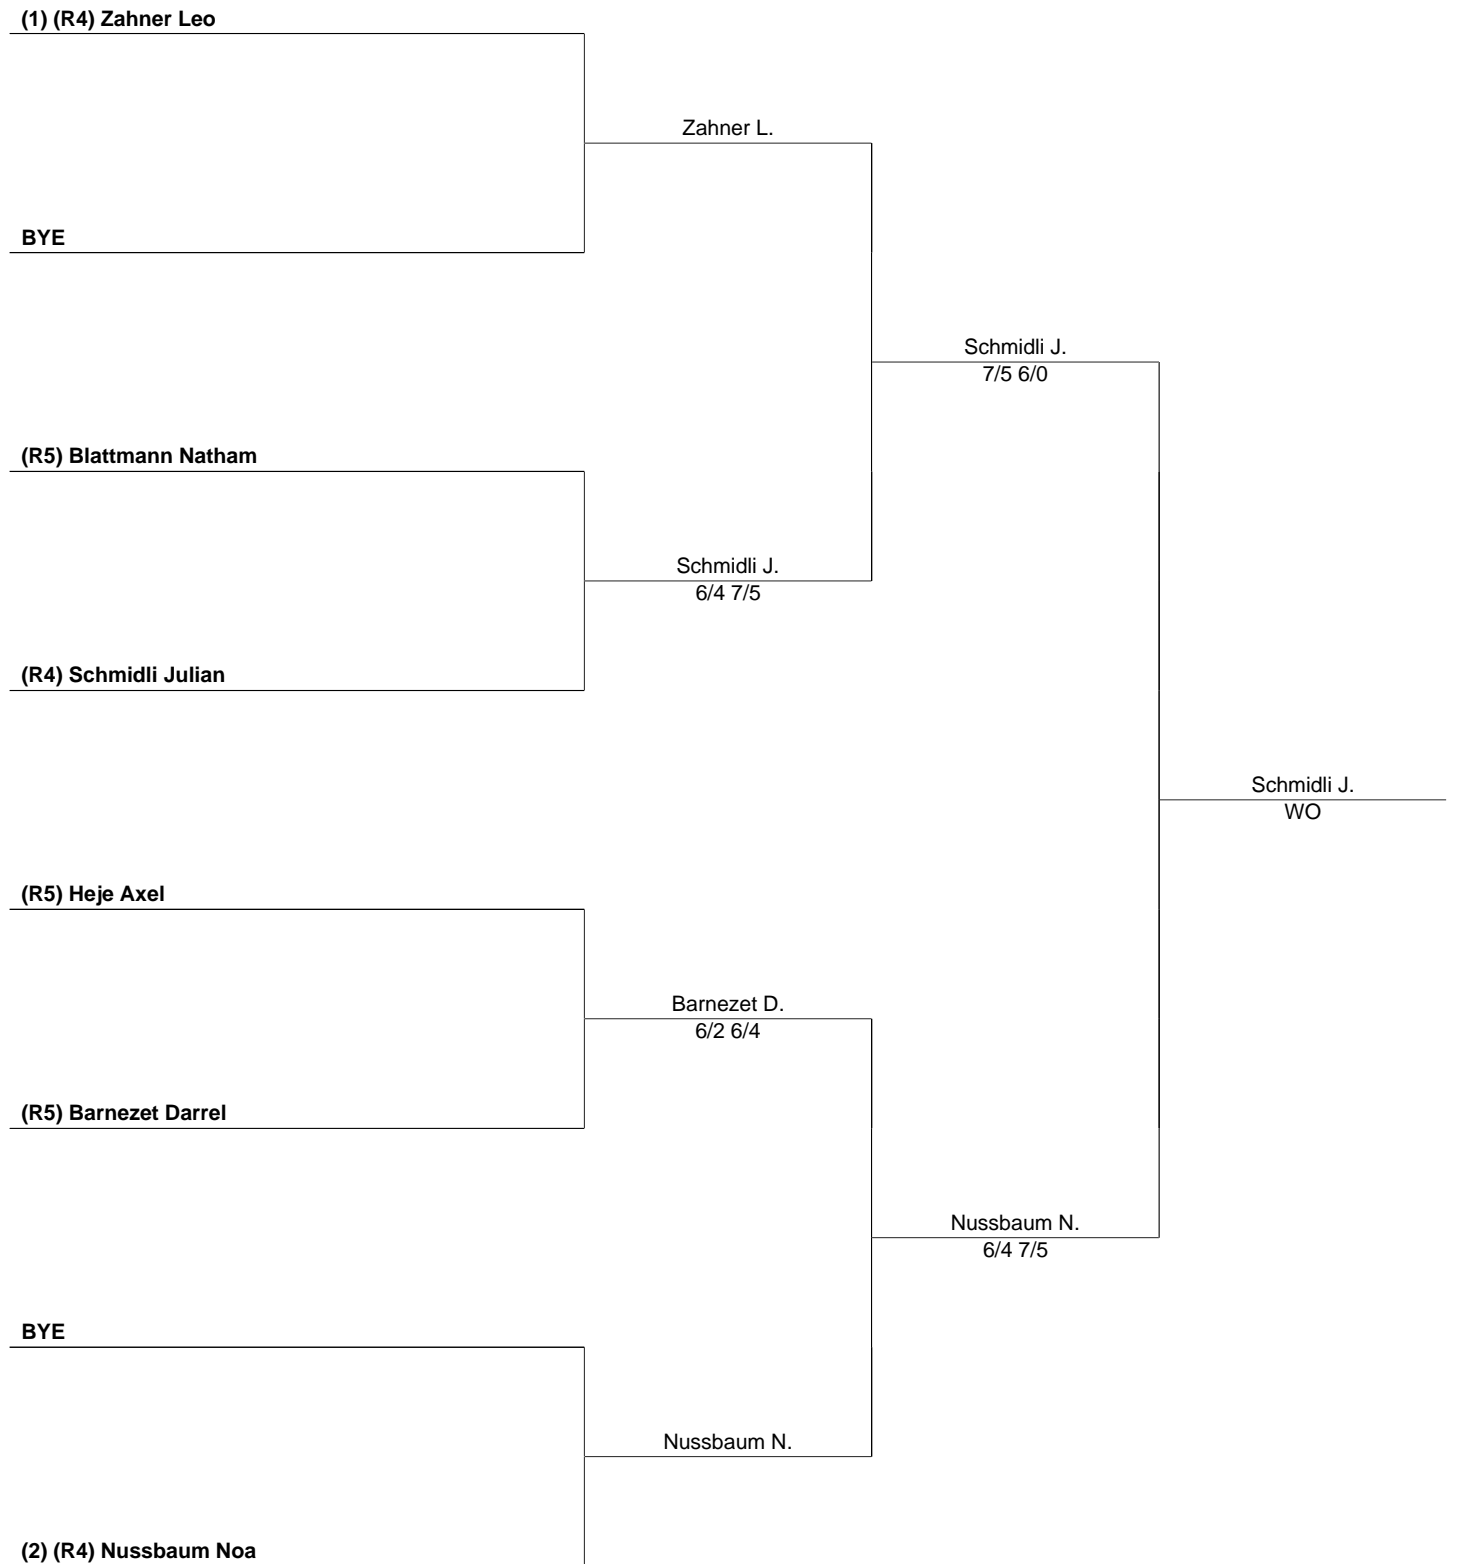 (1) (R4) Zahner Leo
Zahner L.
BYE
Schmidli J.
7/5 6/0
(R5) Blattmann Natham
Schmidli J.
6/4 7/5
(R4) Schmidli Julian
Schmidli J.
WO
(R5) Heje Axel
Barnezet D.
6/2 6/4
(R5) Barnezet Darrel
Nussbaum N.
6/4 7/5
BYE
Nussbaum N.
(2) (R4) Nussbaum Noa